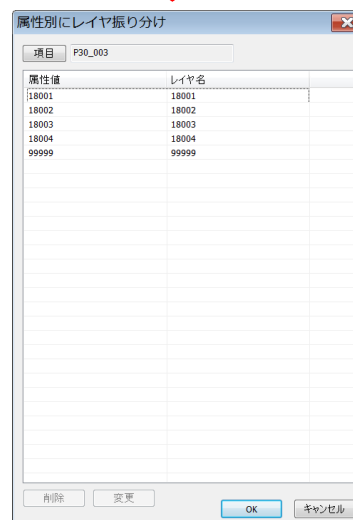 属性別にレイヤ振り分け
項目 P30_003
属性値 レイヤ名
18001 18001
18002 18002
18003 18003
18004 18004
99999 99999
削除 変更
OK キャンセル